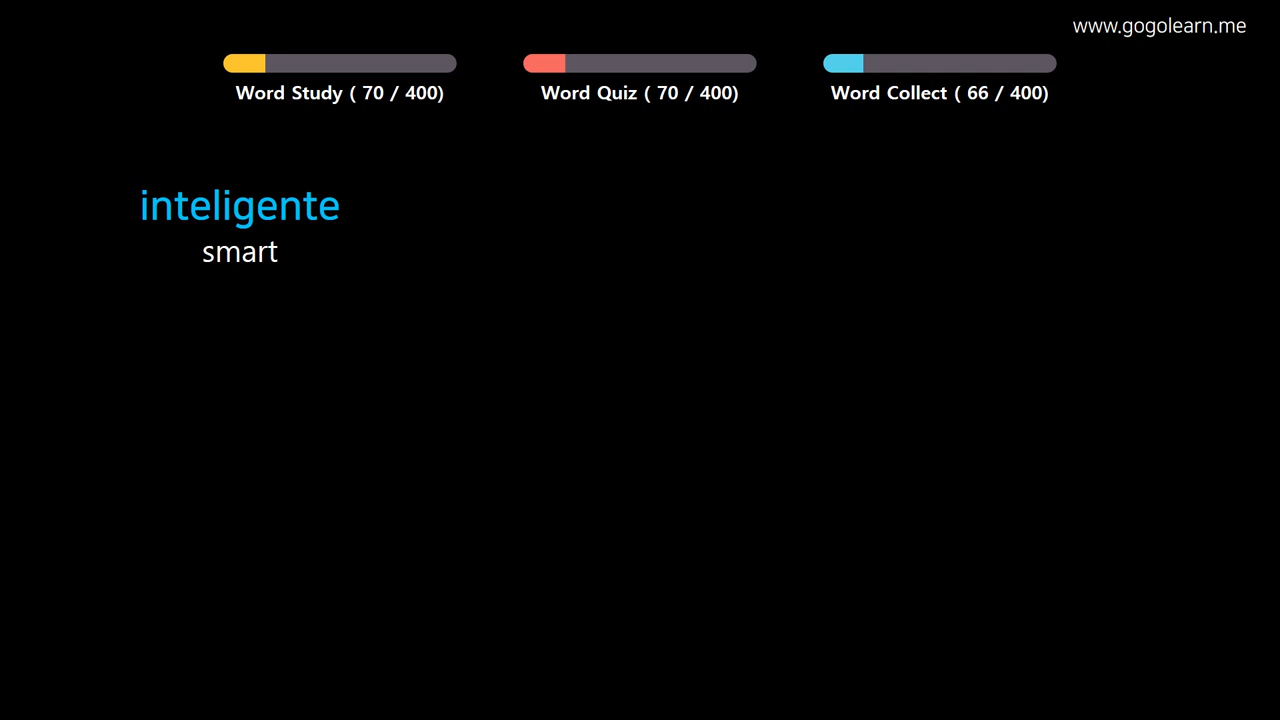 www.gogolearn.me
Word Study ( 70 / 400)
Word Quiz ( 70 / 400)
Word Collect ( 66 / 400)
inteligente
smart